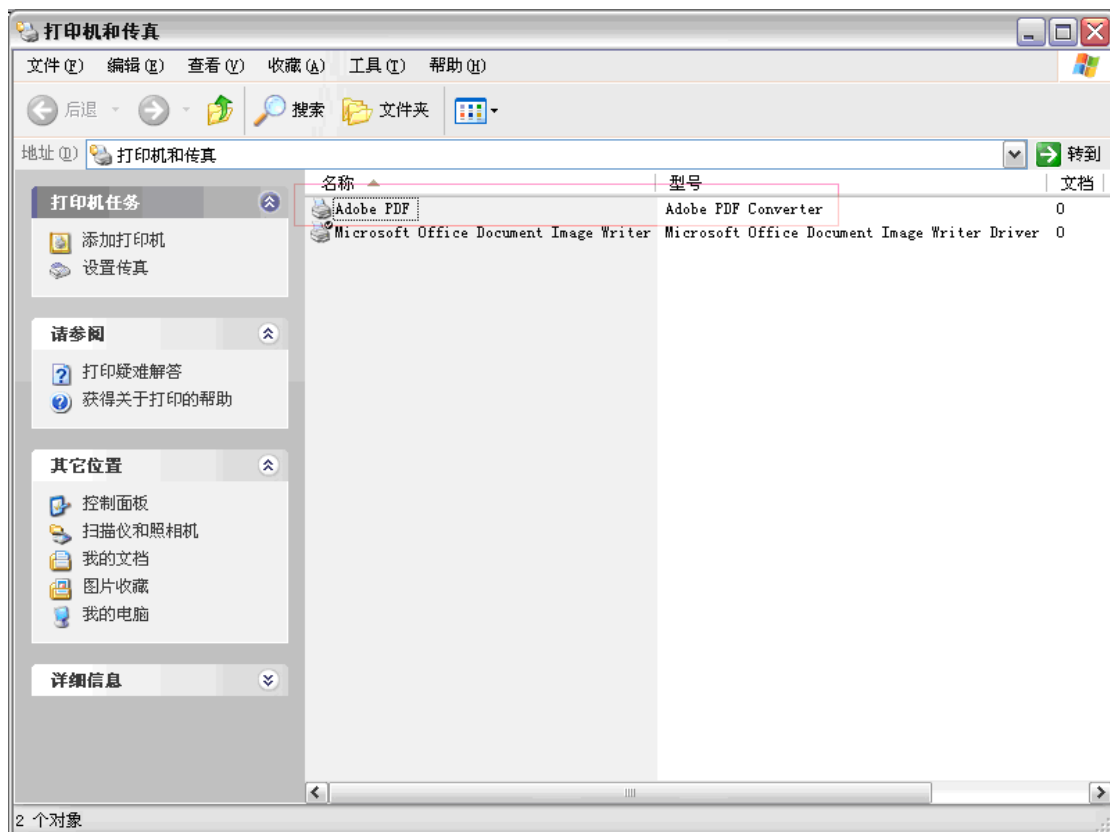 打印机和传真
文件(F) 编辑(E) 查看(V) 收藏(A) 工具(T) 帮助(H)
后退 搜索 文件夹
地址(D) 打印机和传真 转到
打印机任务
添加打印机
设置传真
请参阅
打印疑难解答
获得关于打印的帮助
其它位置
控制面板
扫描仪和照相机
我的文档
图片收藏
我的电脑
详细信息
名称 型号 文档
Adobe PDF Adobe PDF Converter 0
Microsoft Office Document Image Writer Microsoft Office Document Image Writer Driver 0
2 个对象